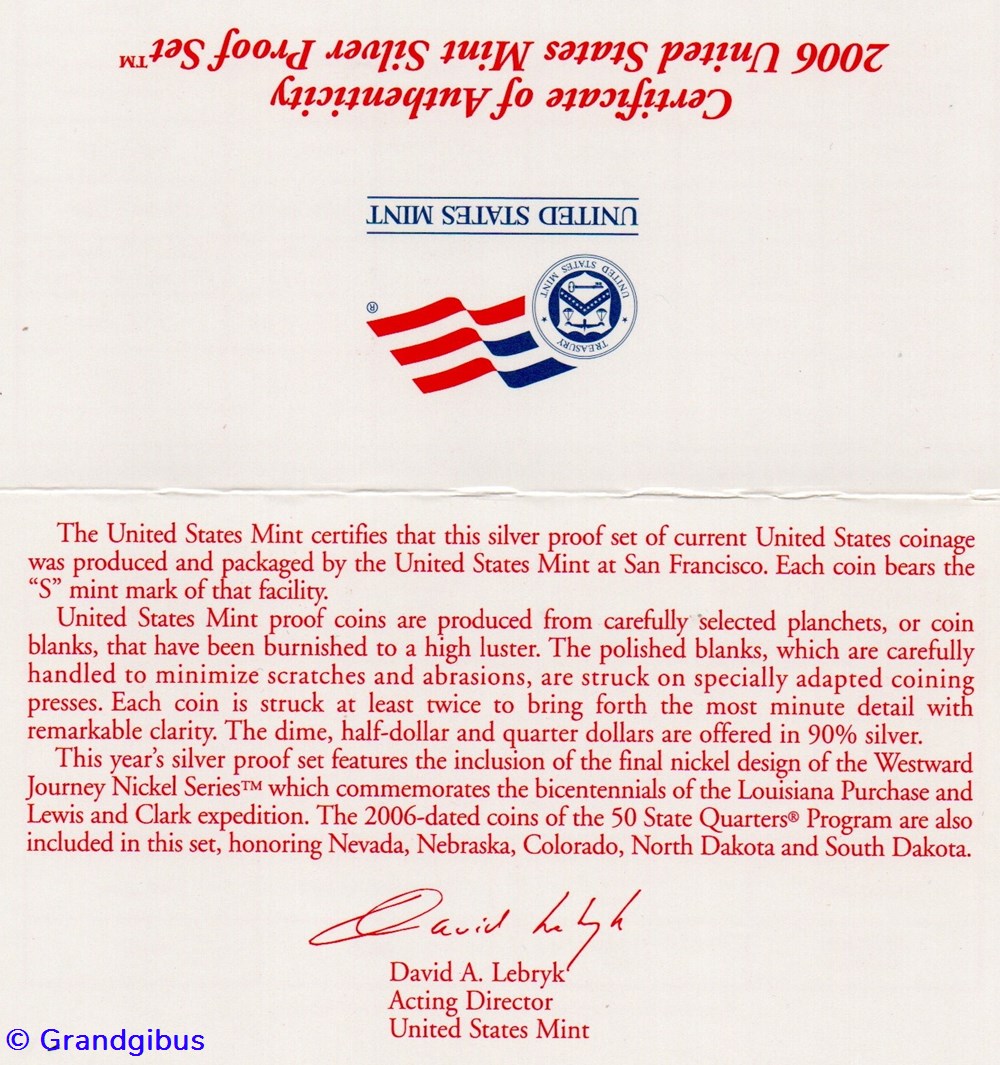 2006 United States Mint Silver Proof Set™
Certificate of Authenticity
UNITED STATES MINT
TREASURY
UNITED STATES MINT
®
The United States Mint certifies that this silver proof set of current United States coinage
was produced and packaged by the United States Mint at San Francisco. Each coin bears the
“S” mint mark of that facility.
United States Mint proof coins are produced from carefully selected planchets, or coin
blanks, that have been burnished to a high luster. The polished blanks, which are carefully
handled to minimize scratches and abrasions, are struck on specially adapted coining
presses. Each coin is struck at least twice to bring forth the most minute detail with
remarkable clarity. The dime, half-dollar and quarter dollars are offered in 90% silver.
This year’s silver proof set features the inclusion of the final nickel design of the Westward
Journey Nickel Series™ which commemorates the bicentennials of the Louisiana Purchase and
Lewis and Clark expedition. The 2006-dated coins of the 50 State Quarters® Program are also
included in this set, honoring Nevada, Nebraska, Colorado, North Dakota and South Dakota.
David Lebryk
David A. Lebryk
Acting Director
United States Mint
© Grandgibus